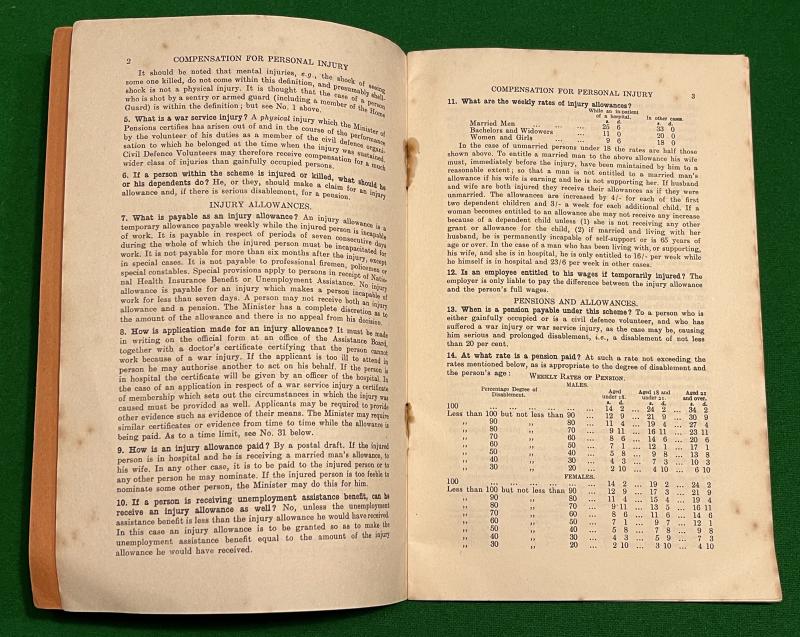 2 COMPENSATION FOR PERSONAL INJURY
It should be noted that mental injuries, e.g., the shock of seeing
some one killed, do not come within this definition, and presumably shell-
shock is not a physical injury. It is thought that the case of a person
who is shot by a sentry or armed guard (including a member of the Home
Guard) is within the definition; but see No. 1 above.
5. What is a war service injury? A physical injury which the Minister of
Pensions certifies has arisen out of and in the course of the performance
by the volunteer of his duties as a member of the civil defence organi-
sation to which he belonged at the time when the injury was sustained.
Civil Defence Volunteers may therefore receive compensation for a much
wider class of injuries than gainfully occupied persons.
6. If a person within the scheme is injured or killed, what should he
or his dependents do? He, or they, should make a claim for an injury
allowance and, if there is serious disablement, for a pension.
INJURY ALLOWANCES.
7. What is payable as an injury allowance? An injury allowance is a
temporary allowance payable weekly while the injured person is incapable
of work. It is payable in respect of periods of seven consecutive days
during the whole of which the injured person must be incapacitated for
work. It is not payable for more than six months after the injury, except
in special cases. It is not payable to professional firemen, policemen or
special constables. Special provisions apply to persons in receipt of Natio-
nal Health Insurance Benefit or Unemployment Assistance. No injury
allowance is payable for an injury which makes a person incapable of
work for less than seven days. A person may not receive both an injury
allowance and a pension. The Minister has a complete discretion as to
the amount of the allowance and there is no appeal from his decision.
8. How is application made for an injury allowance? It must be made
in writing on the official form at an office of the Assistance Board,
together with a doctor's certificate certifying that the person cannot
work because of a war injury. If the applicant is too ill to attend in
person he may authorise another to act on his behalf. If the person is
in hospital the certificate will be given by an officer of the hospital. In
the case of an application in respect of a war service injury a certificate
of membership which sets out the circumstances in which the injury was
caused must be provided as well. Applicants may be required to provide
other evidence such as evidence of their means. The Minister may require
similar certificates or evidence from time to time while the allowance is
being paid. As to a time limit, see No. 31 below.
9. How is an injury allowance paid? By a postal draft. If the injured
person is in hospital and he is receiving a married man's allowance, to
his wife. In any other case, it is to be paid to the injured person or to
any other person he may nominate. If the injured person is too feeble to
nominate some other person, the Minister may do this for him.
10. If a person is receiving unemployment assistance benefit, can he
receive an injury allowance as well? No, unless the unemployment
assistance benefit is less than the injury allowance he would have received.
In this case an injury allowance is to be granted so as to make the
unemployment assistance benefit equal to the amount of the injury
allowance he would have received.
COMPENSATION FOR PERSONAL INJURY 3
11. What are the weekly rates of injury allowances?
While an in-patient
of a hospital. In other cases.
s. d. s. d.
Married Men ... ... ... 25 6 33 0
Bachelors and Widowers ... ... 11 0 20 0
Women and Girls ... ... 9 6 18 0
In the case of unmarried persons under 18 the rates are half those
shown above. To entitle a married man to the above allowance his wife
must, immediately before the injury, have been maintained by him to a
reasonable extent; so that a man is not entitled to a married man's
allowance if his wife is earning and he is not supporting her. If husband
and wife are both injured they receive their allowances as if they were
unmarried. The allowances are increased by 4/- for each of the first
two dependent children and 3/- a week for each additional child. If a
woman becomes entitled to an allowance she may not receive any increase
because of a dependent child unless (1) she is not receiving any other
grant or allowance for the child, (2) if married and living with her
husband, he is permanently incapable of self-support or is 65 years of
age or over. In the case of a man who has been living with, or supporting,
his wife, and she is in hospital, he is only entitled to 16/- per week while
he himself is in hospital and 23/6 per week in other cases.
12. Is an employee entitled to his wages if temporarily injured? The
employer is only liable to pay the difference between the injury allowance
and the person's full wages.
PENSIONS AND ALLOWANCES.
13. When is a pension payable under this scheme? To a person who is
either gainfully occupied or is a civil defence volunteer, and who has
suffered a war injury or war service injury, as the case may be, causing
him serious and prolonged disablement, i.e., a disablement of not less
than 20 per cent.
14. At what rate is a pension paid? At such a rate not exceeding the
rates mentioned below, as is appropriate to the degree of disablement and
the person's age:
WEEKLY RATES OF PENSION.
MALES.
Percentage Degree of Disablement. Aged under 18. Aged 18 and under 21. Aged 21 and over.
s. d. s. d. s. d.
100 ... 14 2 ... 24 2 ... 34 2
Less than 100 but not less than 90 ... 12 9 ... 21 9 ... 30 9
„ 90 „ 80 ... 11 4 ... 19 4 ... 27 4
„ 80 „ 70 ... 9 11 ... 16 11 ... 23 11
„ 70 „ 60 ... 8 6 ... 14 6 ... 20 6
„ 60 „ 50 ... 7 1 ... 12 1 ... 17 1
„ 50 „ 40 ... 5 8 ... 9 8 ... 13 8
„ 40 „ 30 ... 4 3 ... 7 3 ... 10 3
„ 30 „ 20 ... 2 10 ... 4 10 ... 6 10
FEMALES.
100 ... 14 2 ... 19 2 ... 24 2
Less than 100 but not less than 90 ... 12 9 ... 17 3 ... 21 9
„ 90 „ 80 ... 11 4 ... 15 4 ... 19 4
„ 80 „ 70 ... 9 11 ... 13 5 ... 16 11
„ 70 „ 60 ... 8 6 ... 11 6 ... 14 6
„ 60 „ 50 ... 7 1 ... 9 7 ... 12 1
„ 50 „ 40 ... 5 8 ... 7 8 ... 9 8
„ 40 „ 30 ... 4 3 ... 5 9 ... 7 3
„ 30 „ 20 ... 2 10 ... 3 10 ... 4 10